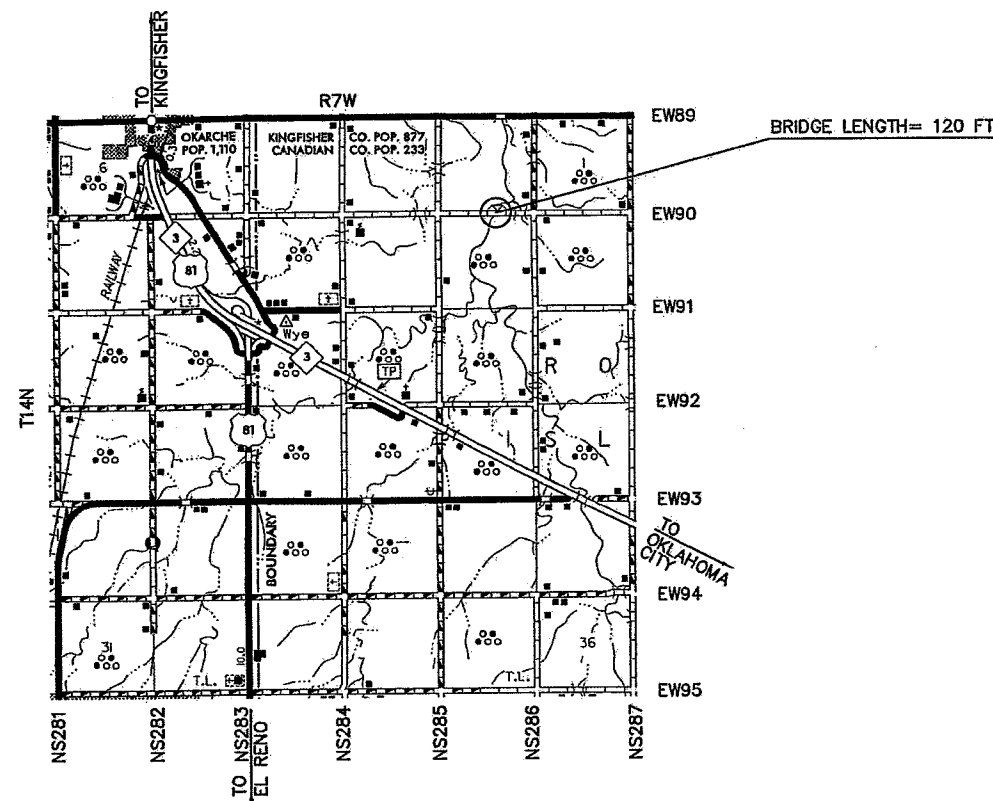 TO KINGFISHER
R7W
EW89
BRIDGE LENGTH= 120 FT
OKARCHE
POP. 1,110
KINGFISHER CO. POP. 877
CANADIAN CO. POP. 233
6
1
EW90
3
81
RAILWAY
EW91
Wye
3
TP
R O
T14N
EW92
81
I S L
EW93
TO
OKLAHOMA
CITY
BOUNDARY
EW94
31
36
10.0
T.L.
T.L.
EW95
NS281
NS282
NS283
NS284
NS285
NS286
NS287
TO
EL RENO